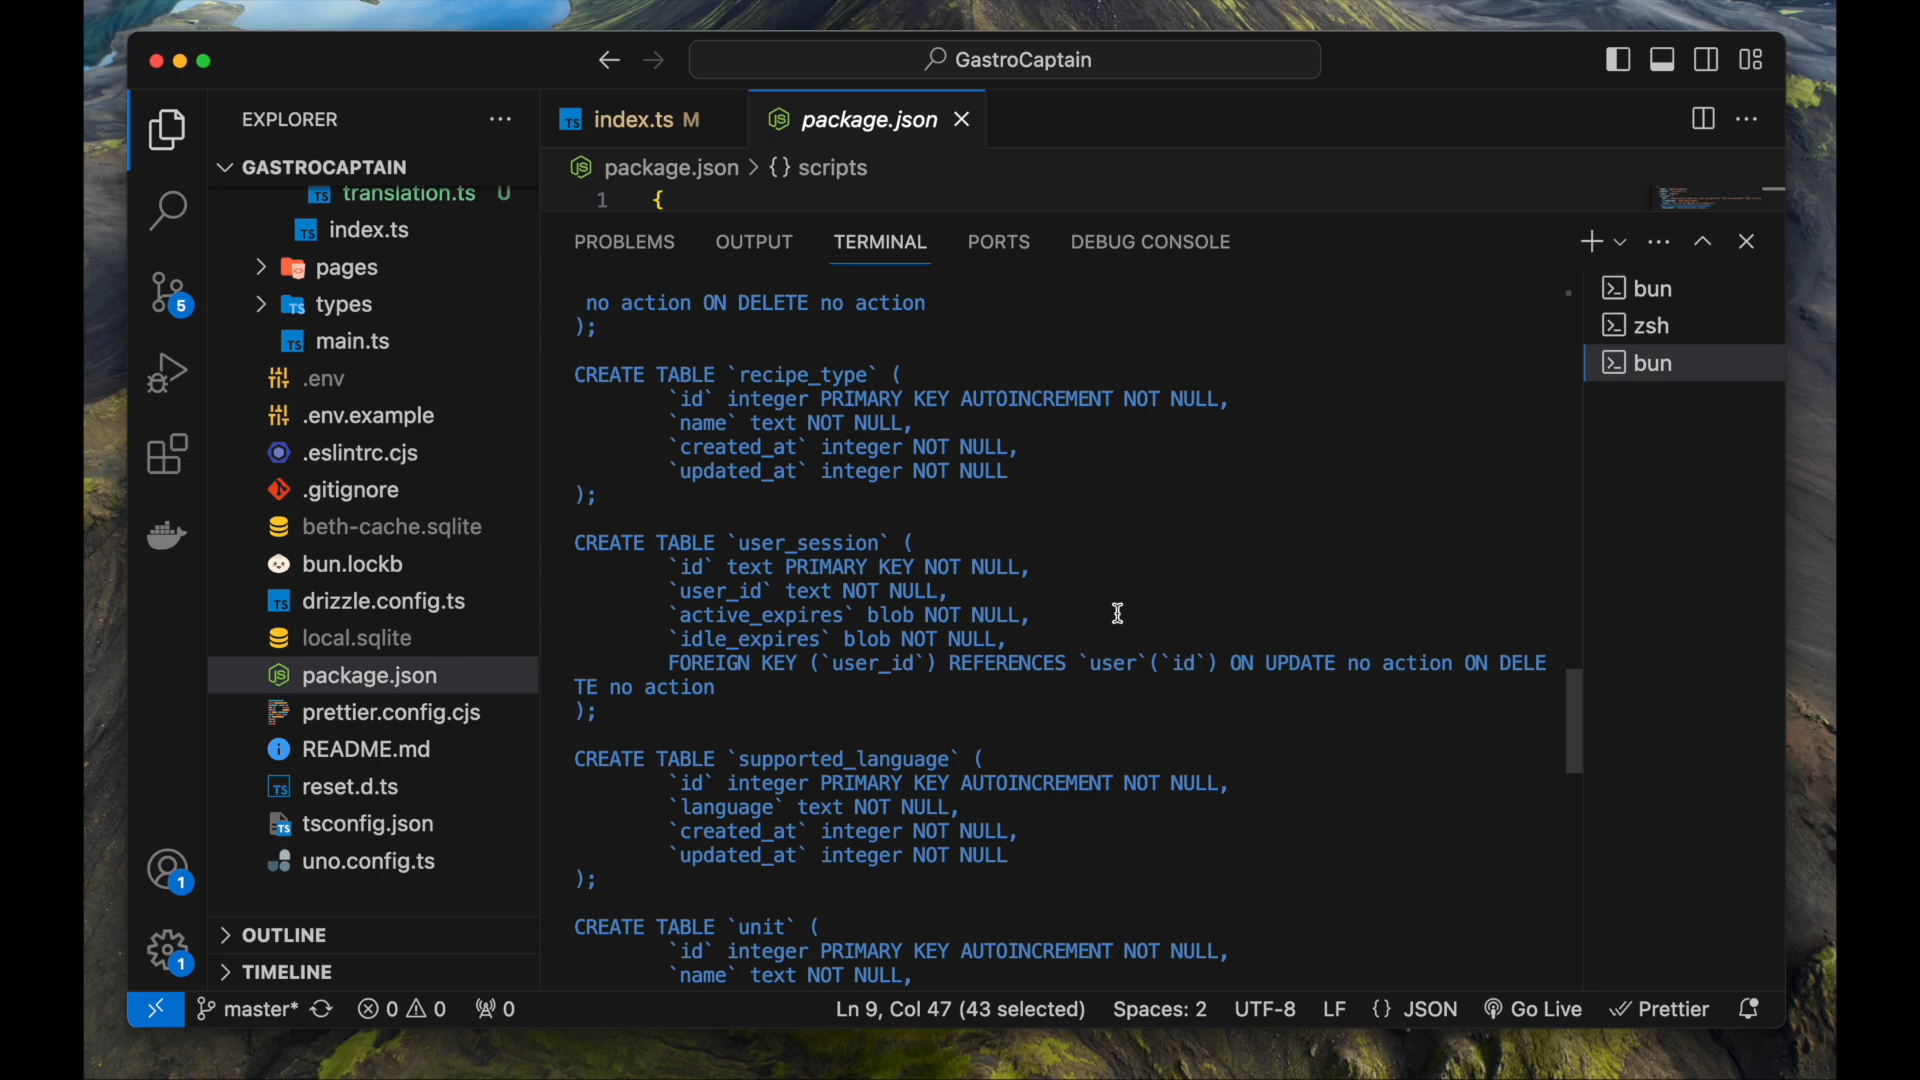 GastroCaptain
EXPLORER
GASTROCAPTAIN
translation.ts U
index.ts
pages
types
main.ts
.env
.env.example
.eslintrc.cjs
.gitignore
beth-cache.sqlite
bun.lockb
drizzle.config.ts
local.sqlite
package.json
prettier.config.cjs
README.md
reset.d.ts
tsconfig.json
uno.config.ts
OUTLINE
TIMELINE
5
1
1
index.ts M
package.json
package.json > {} scripts
1 {
PROBLEMS OUTPUT TERMINAL PORTS DEBUG CONSOLE
no action ON DELETE no action
);
CREATE TABLE `recipe_type` (
`id` integer PRIMARY KEY AUTOINCREMENT NOT NULL,
`name` text NOT NULL,
`created_at` integer NOT NULL,
`updated_at` integer NOT NULL
);
CREATE TABLE `user_session` (
`id` text PRIMARY KEY NOT NULL,
`user_id` text NOT NULL,
`active_expires` blob NOT NULL,
`idle_expires` blob NOT NULL,
FOREIGN KEY (`user_id`) REFERENCES `user`(`id`) ON UPDATE no action ON DELE
TE no action
);
CREATE TABLE `supported_language` (
`id` integer PRIMARY KEY AUTOINCREMENT NOT NULL,
`language` text NOT NULL,
`created_at` integer NOT NULL,
`updated_at` integer NOT NULL
);
CREATE TABLE `unit` (
`id` integer PRIMARY KEY AUTOINCREMENT NOT NULL,
`name` text NOT NULL,
bun
zsh
bun
master* 0 0 0 Ln 9, Col 47 (43 selected) Spaces: 2 UTF-8 LF {} JSON Go Live Prettier